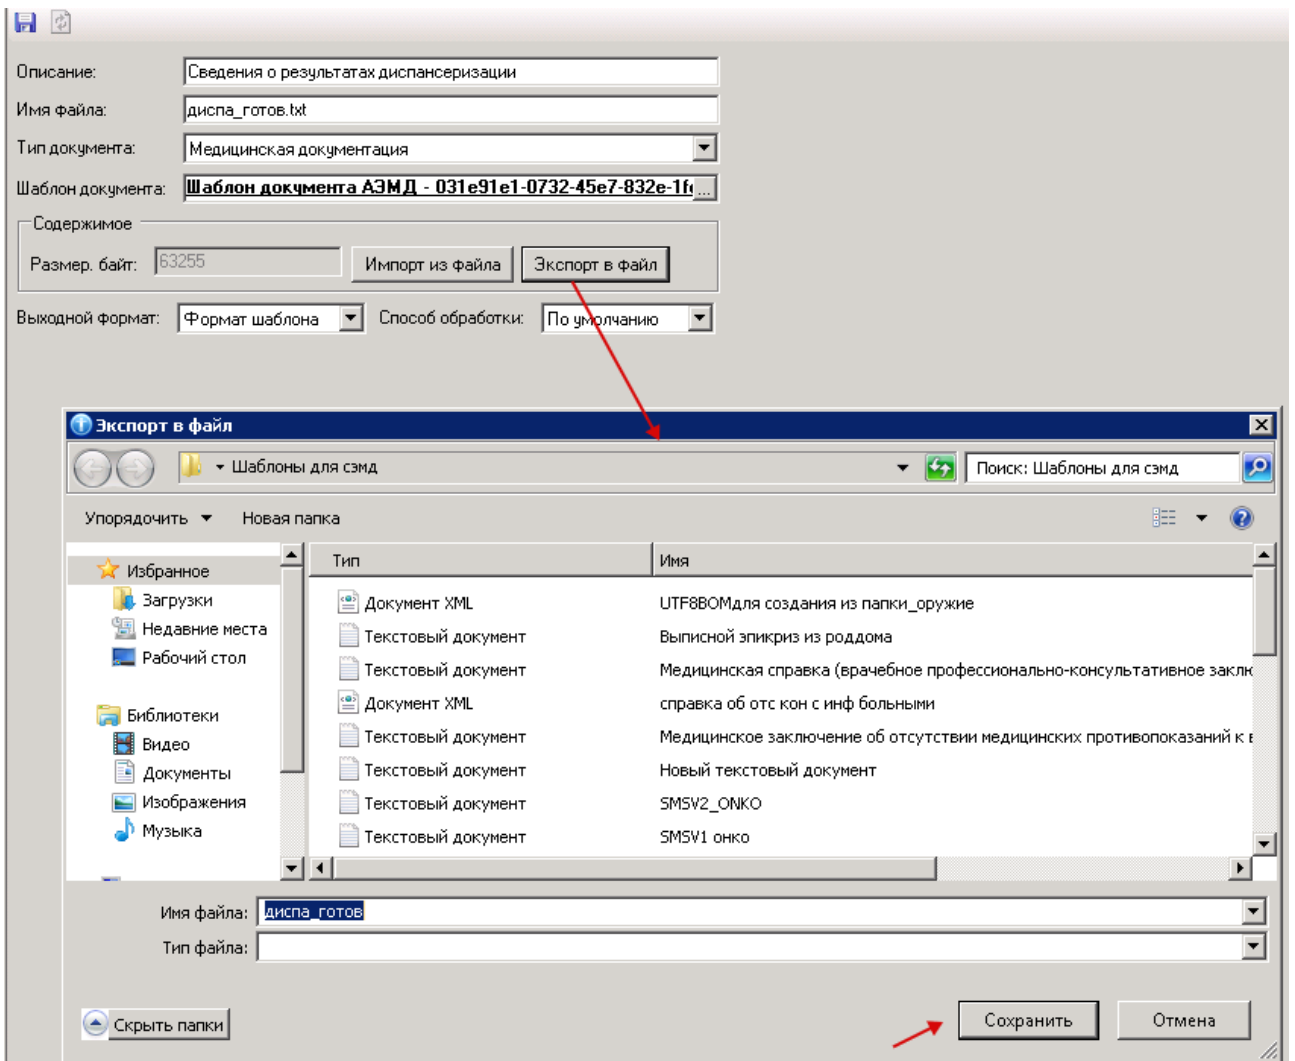 Описание: Сведения о результатах диспансеризации
Имя файла: диспа_готов.txt
Тип документа: Медицинская документация
Шаблон документа: Шаблон документа АЭМД - 031e91e1-0732-45e7-832e-1f ...
Содержимое
Размер. байт: 63255 Импорт из файла Экспорт в файл
Выходной формат: Формат шаблона Способ обработки: По умолчанию
Экспорт в файл
Шаблоны для сэмд Поиск: Шаблоны для сэмд
Упорядочить Новая папка
Тип Имя
Избранное
Загрузки
Недавние места
Рабочий стол
Библиотеки
Видео
Документы
Изображения
Музыка
Документ XML UTF8BOMдля создания из папки_оружие
Текстовый документ Выписной эпикриз из роддома
Текстовый документ Медицинская справка (врачебное профессионально-консультативное заклю
Документ XML справка об отс кон с инф больными
Текстовый документ Медицинское заключение об отсутствии медицинских противопоказаний к в
Текстовый документ Новый текстовый документ
Текстовый документ SMSV2_ONKO
Текстовый документ SMSV1 онко
Имя файла: диспа_готов
Тип файла:
Скрыть папки Сохранить Отмена